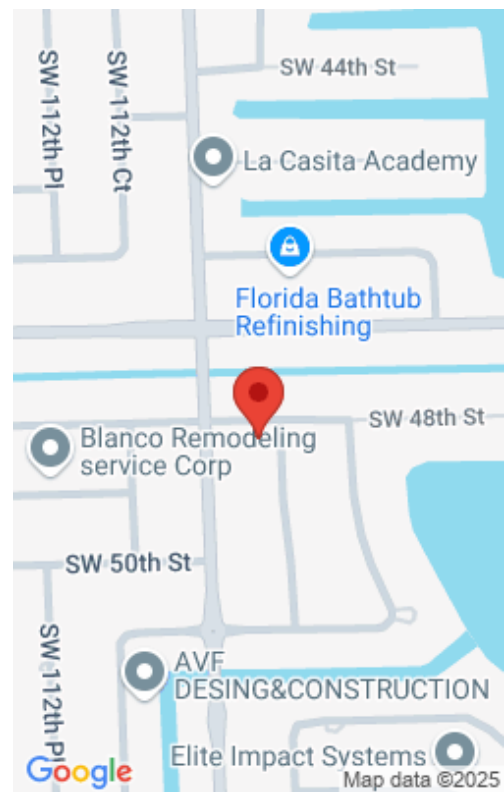 SW 44th St
SW 112th Pl
SW 112th Ct
La Casita Academy
Florida Bathtub
Refinishing
SW 48th St
Blanco Remodeling
service Corp
SW 50th St
SW 112th Pl
AVF
DESING&CONSTRUCTION
Elite Impact Systems
Google
Map data ©2025